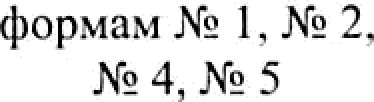 формам № 1, № 2,
№ 4, № 5